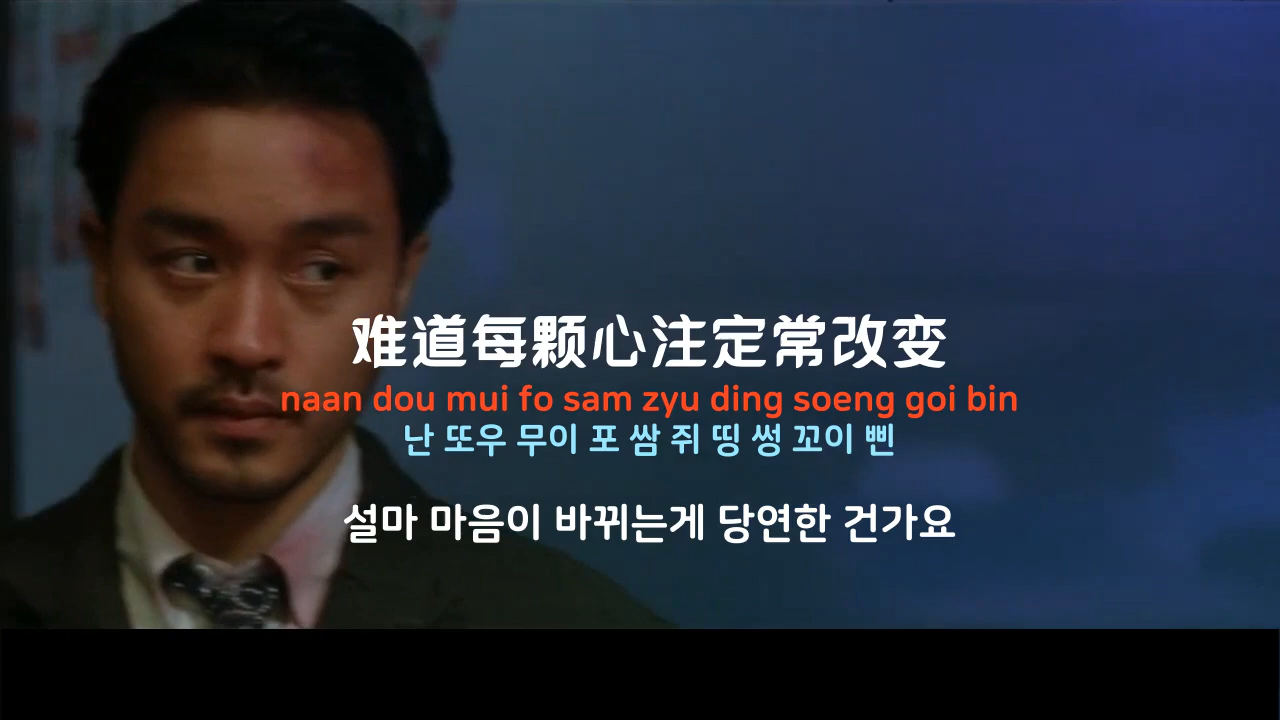 难道每颗心注定常改变
naan dou mui fo sam zyu ding soeng goi bin
난 또우 무이 포 쌈 쥐 띵 썽 꼬이 삔
설마 마음이 바뀌는게 당연한 건가요